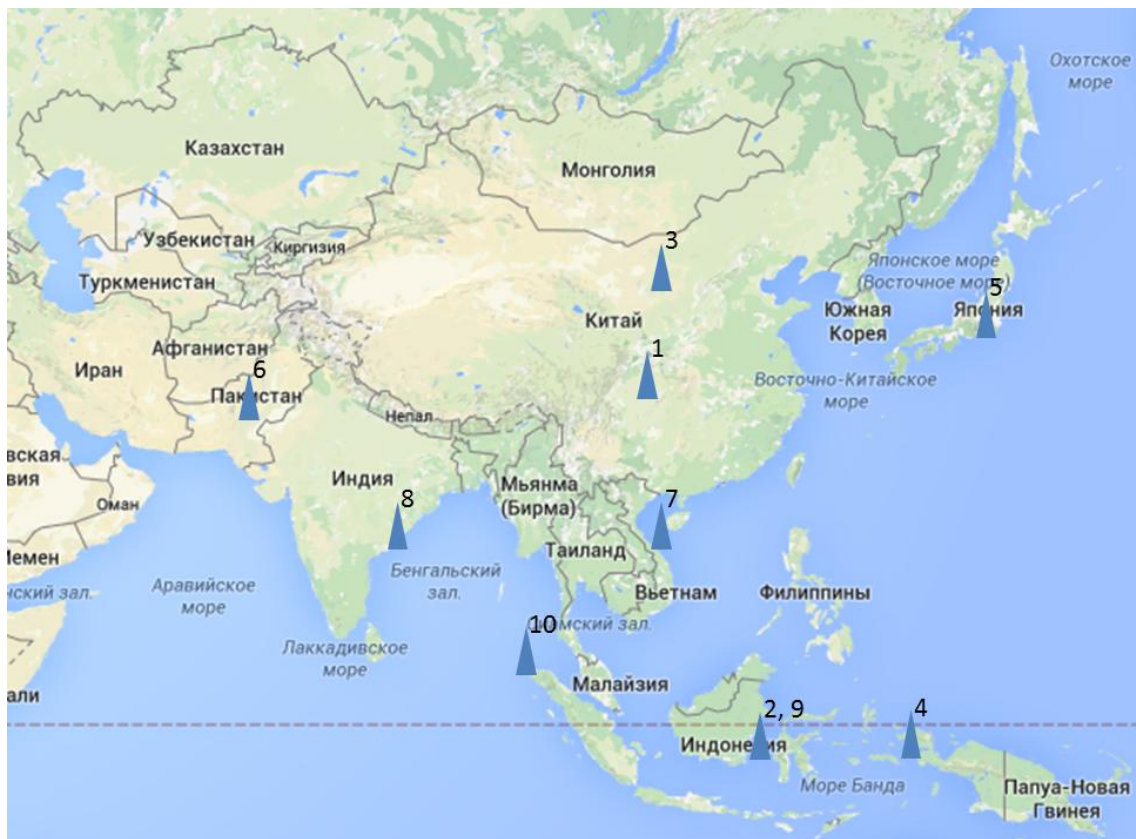 Охотское
море
Казахстан
Монголия
Узбекистан
Киргизия
3
Японское море
(Восточное море)
Туркменистан
5
Япония
Южная
Корея
Китай
Афганистан
1
Иран
6
Пакистан
Восточно-Китайское
море
Непал
Индия
8
Мьянма
(Бирма)
7
Оман
Таиланд
Бенгальский
зал.
Аравийское
море
Вьетнам
Филиппины
10
зал.
Лаккадивское
море
Малайзия
2, 9
4
Индонезия
Море Банда
Папуа-Новая
Гвинея